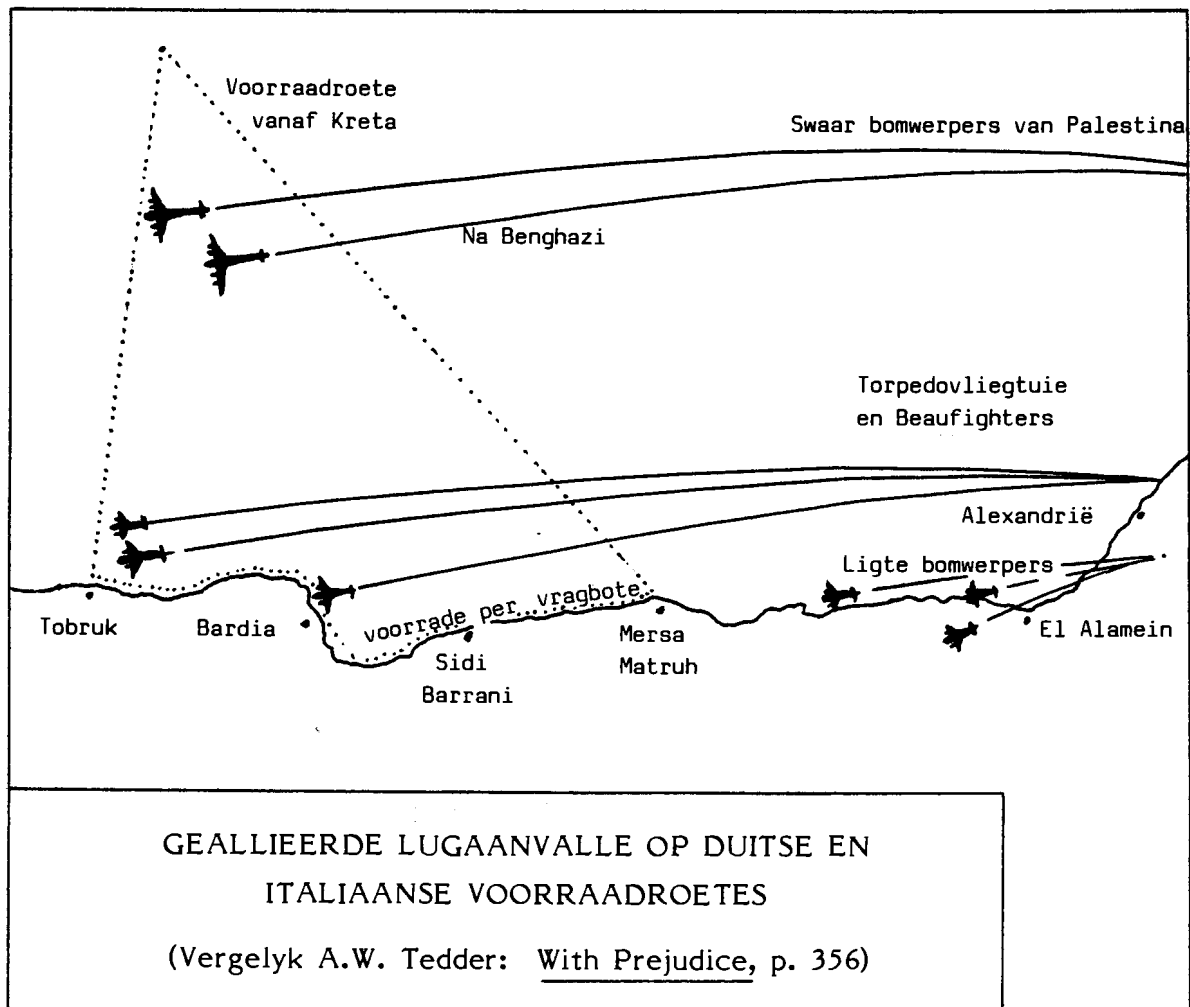 Voorraadroete
vanaf Kreta
Swaar bomwerpers van Palestina
Na Benghazi
Torpedovliegtuie
en Beaufighters
Alexandrië
Ligte bomwerpers
voorrade per vragbote
Tobruk
Bardia
Sidi
Barrani
Mersa
Matruh
El Alamein
GEALLIEERDE LUGAANVALLE OP DUITSE EN
ITALIAANSE VOORRAADROETES
(Vergelyk A.W. Tedder: With Prejudice, p. 356)